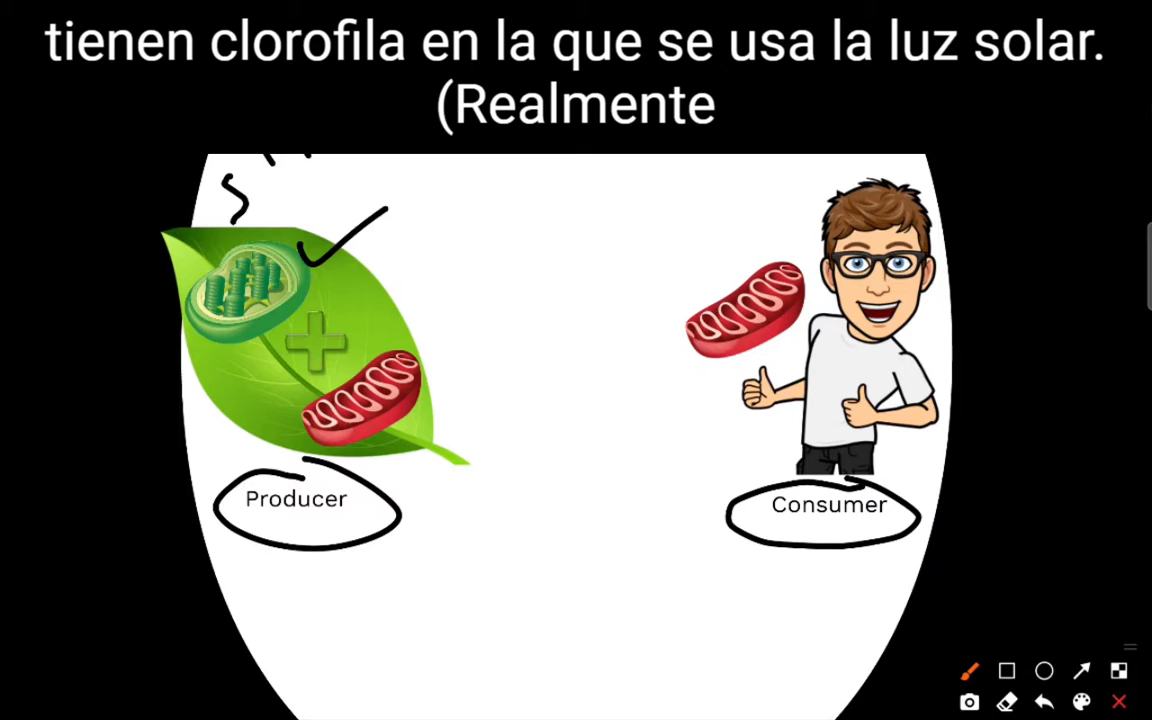 tienen clorofila en la que se usa la luz solar.
(Realmente
s
Producer
Consumer